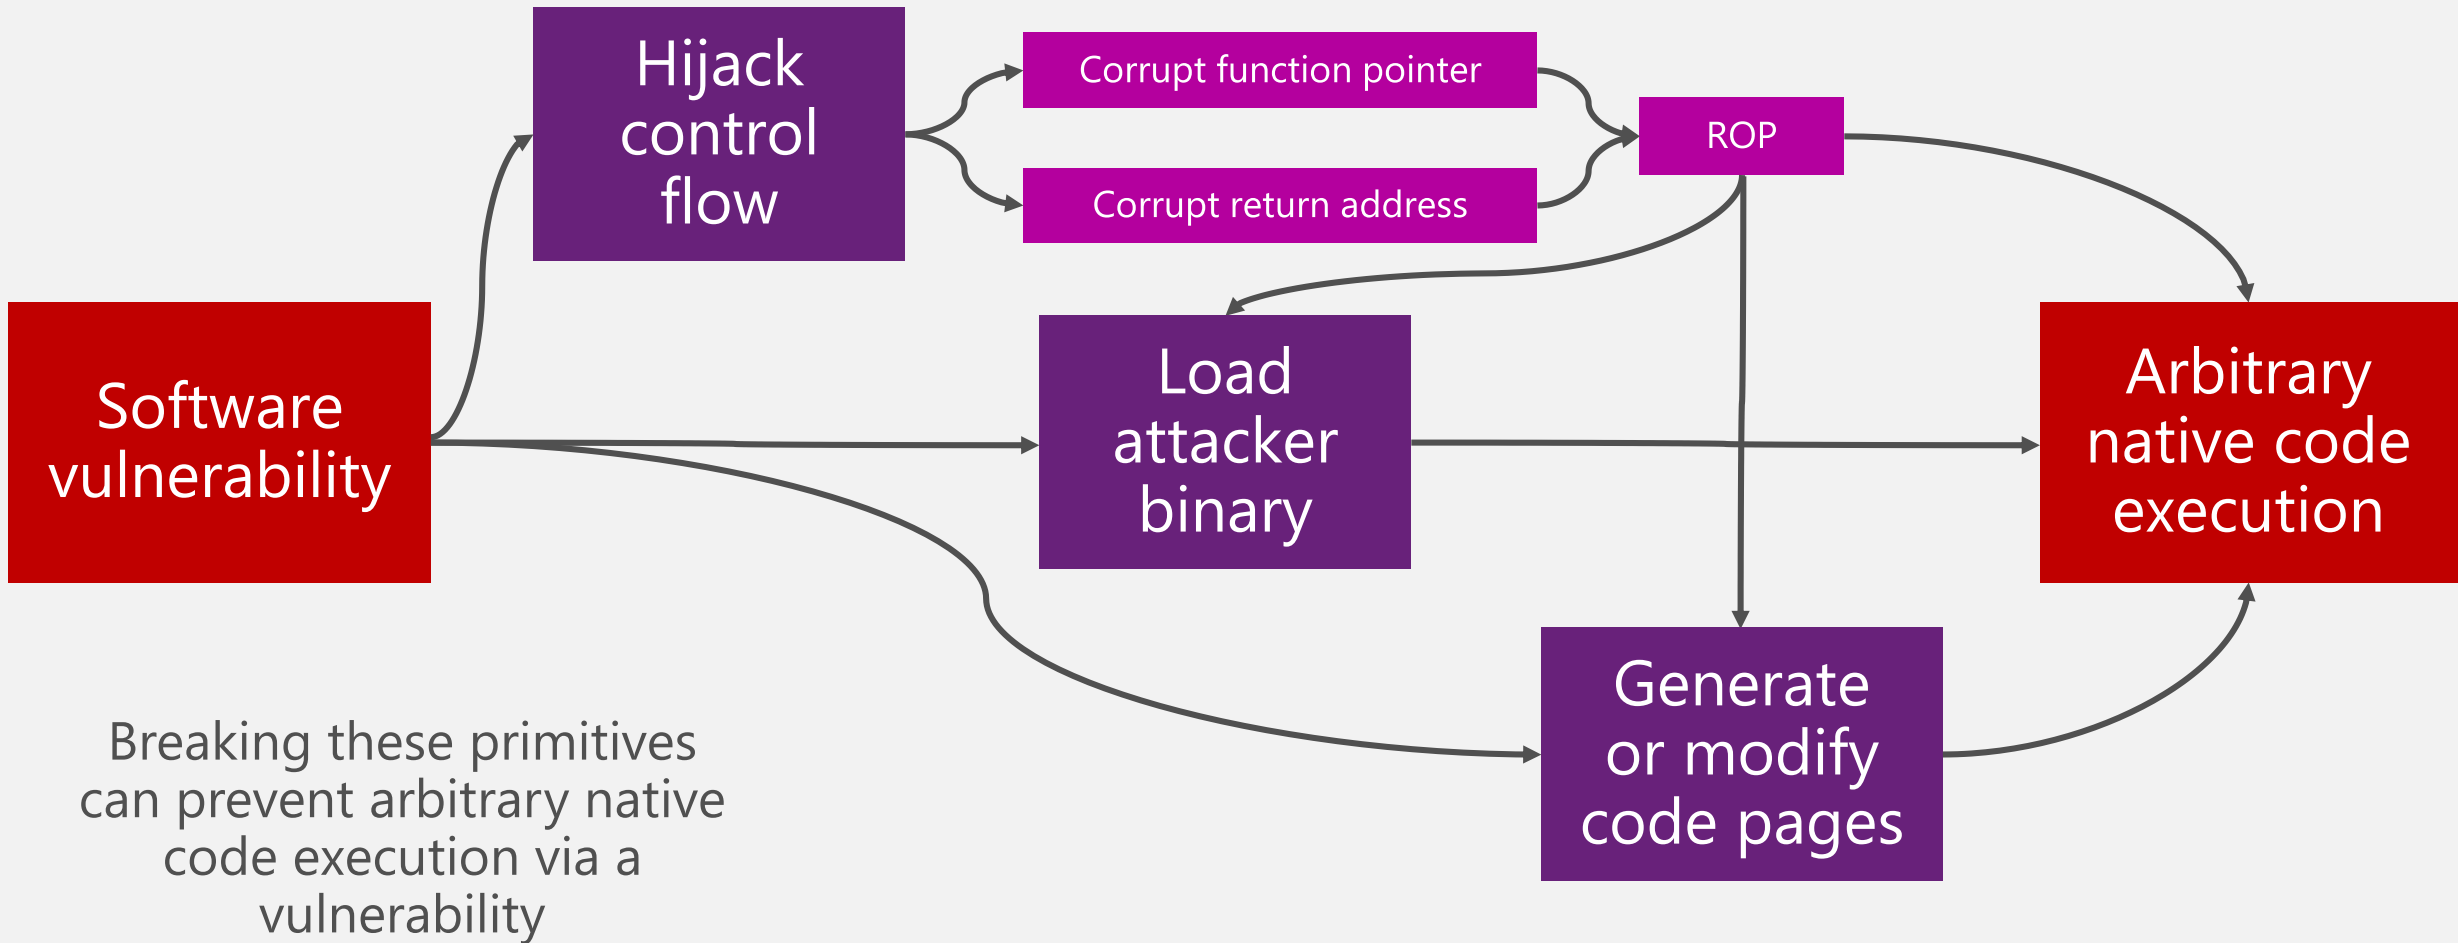 Hijack
control
flow
Corrupt function pointer
Corrupt return address
ROP
Software
vulnerability
Load
attacker
binary
Arbitrary
native code
execution
Generate
or modify
code pages
Breaking these primitives
can prevent arbitrary native
code execution via a
vulnerability